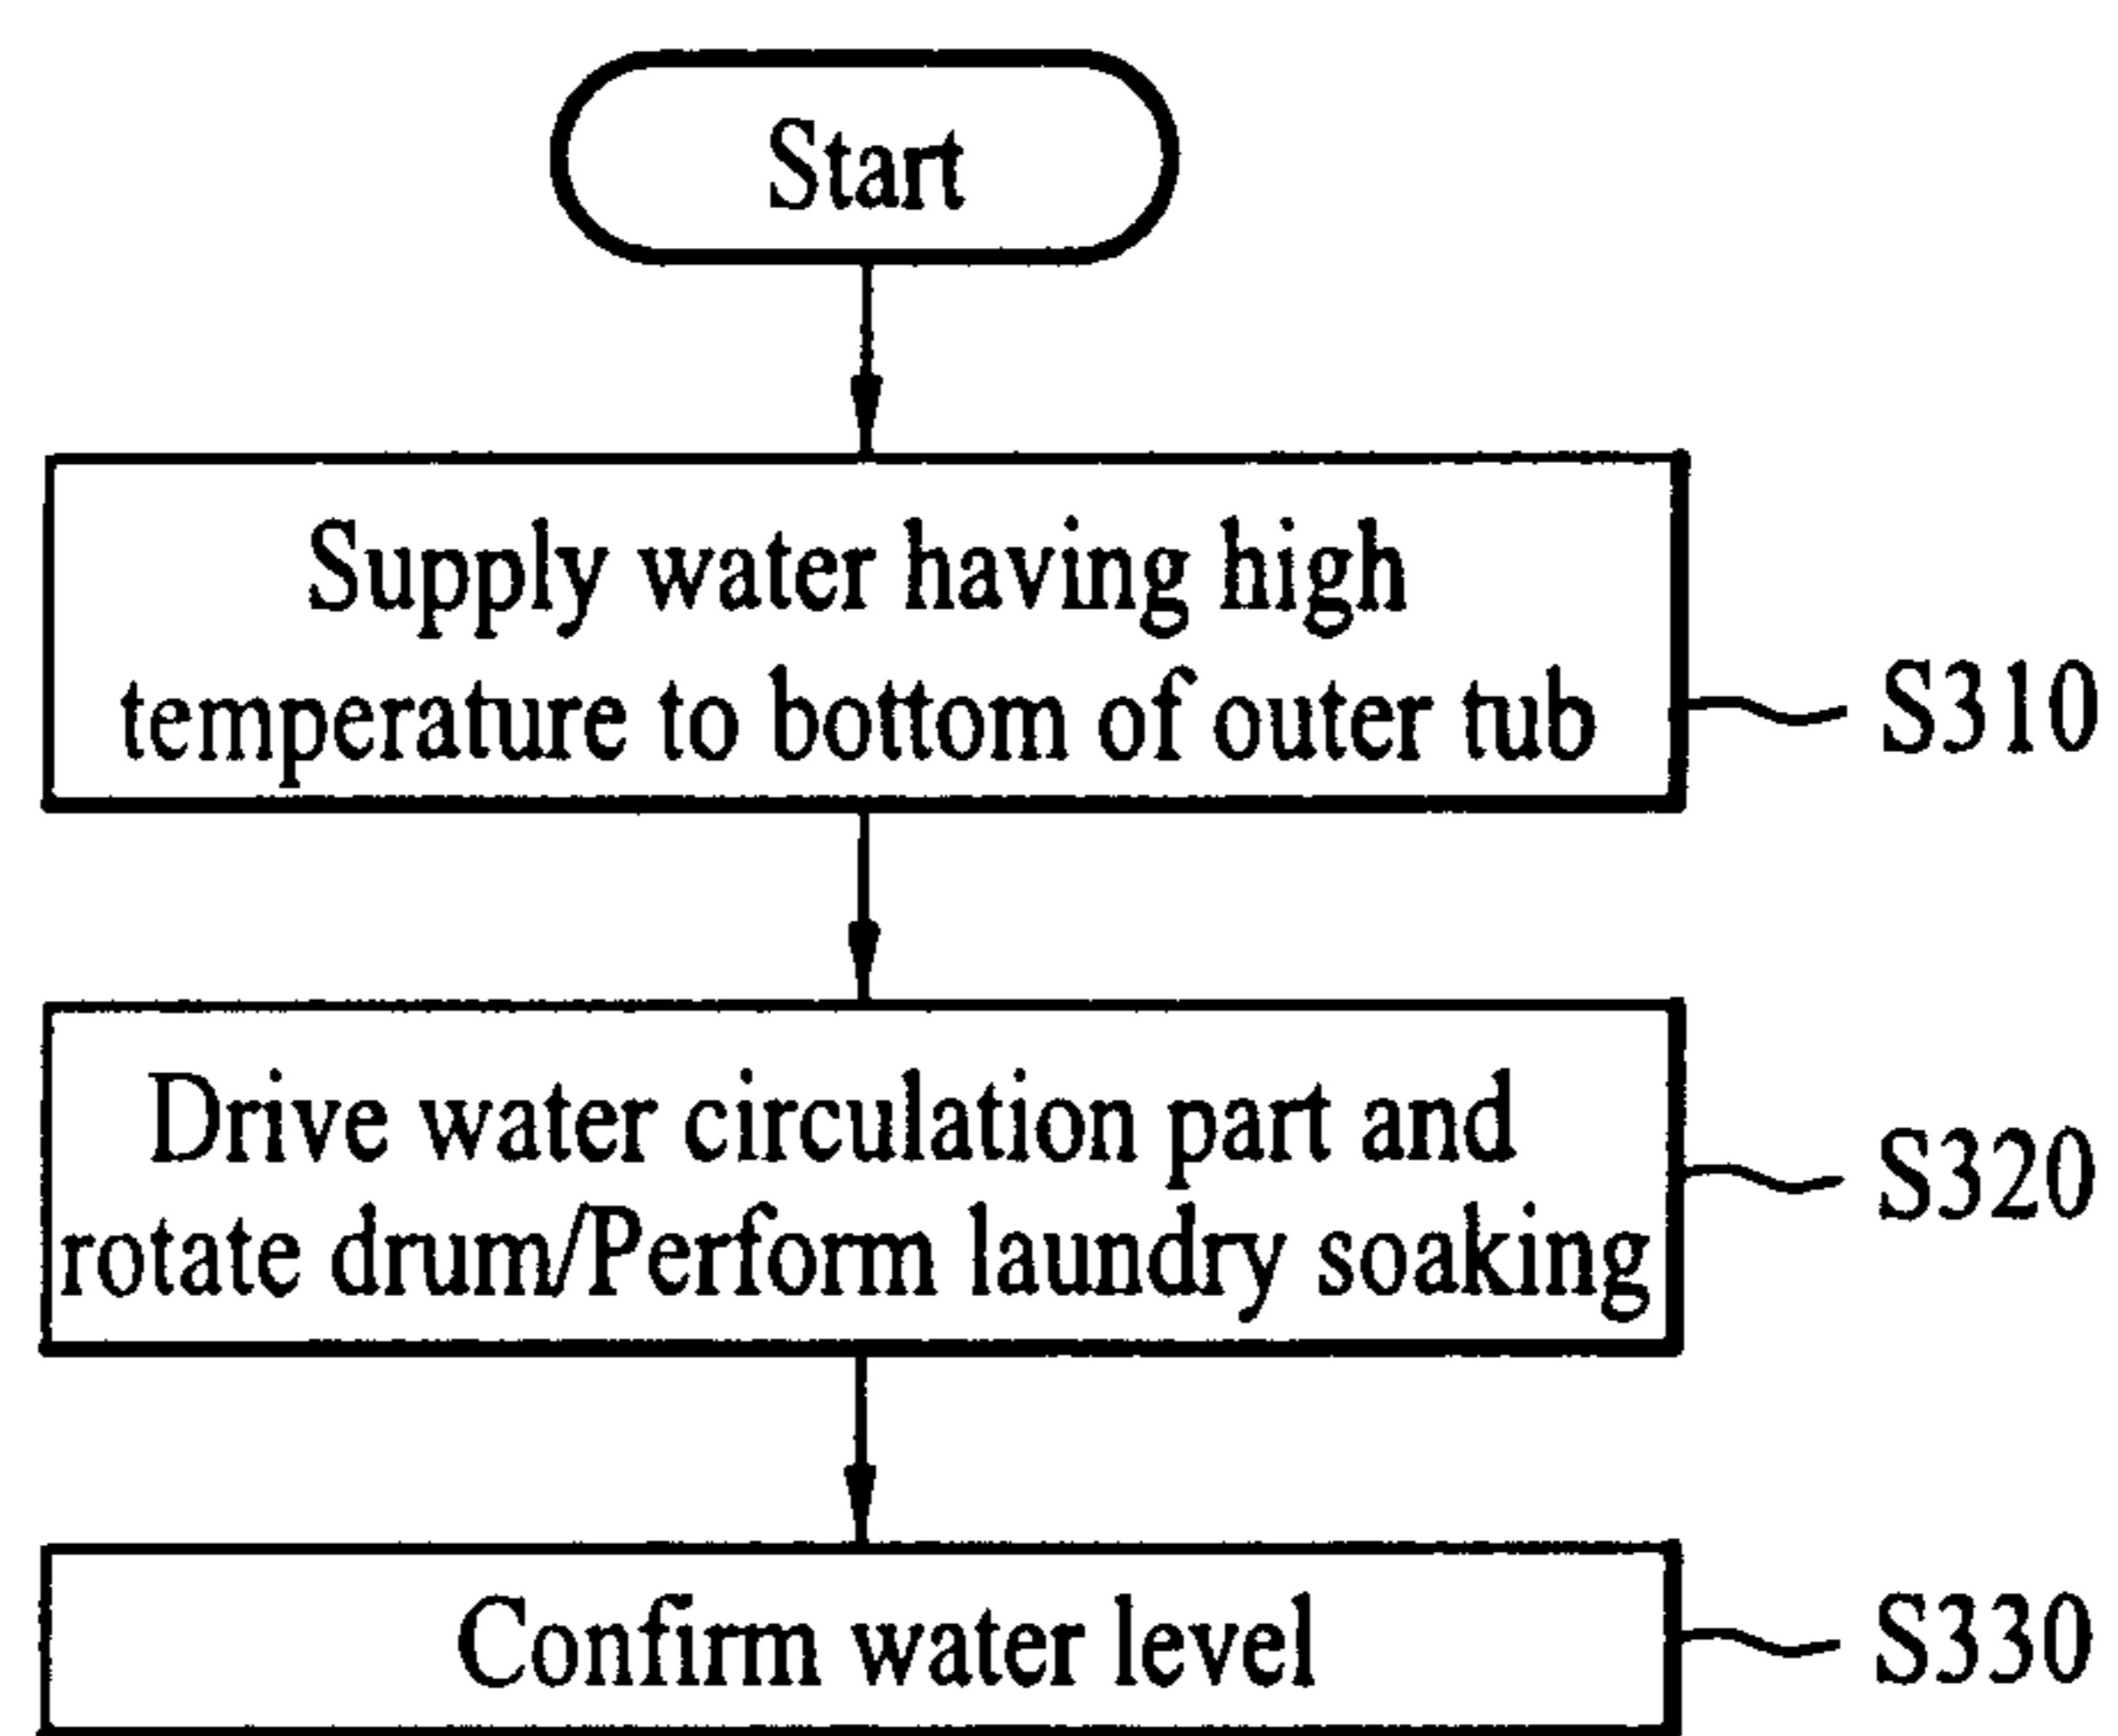 Start
Supply water having high
temperature to bottom of outer tub
S310
Drive water circulation part and
rotate drum/Perform laundry soaking
S320
Confirm water level
S330